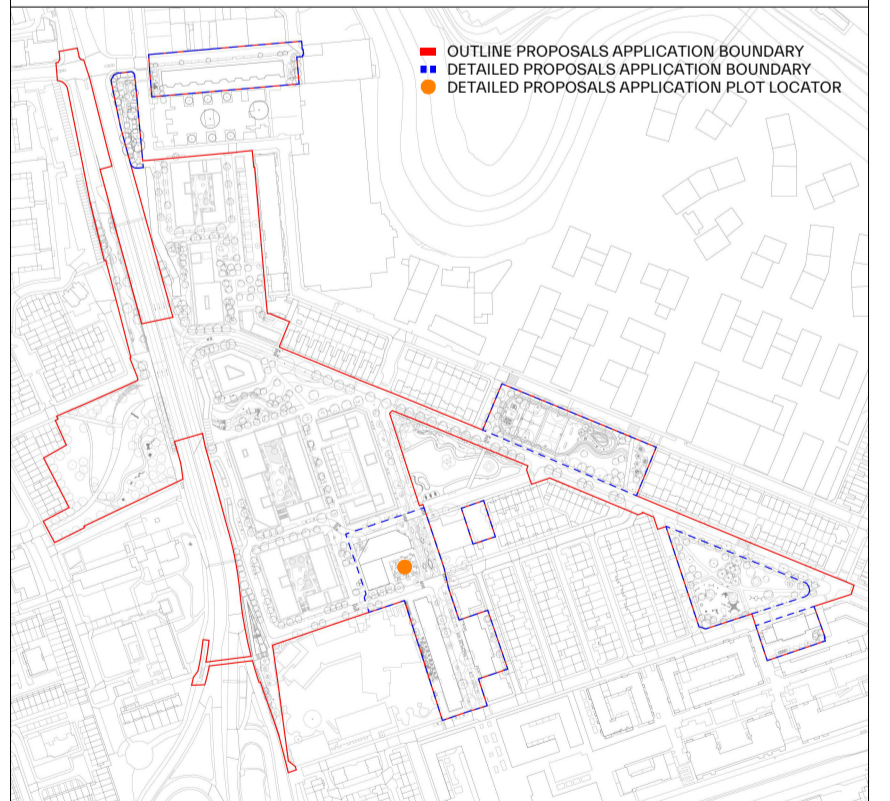 OUTLINE PROPOSALS APPLICATION BOUNDARY
DETAILED PROPOSALS APPLICATION BOUNDARY
DETAILED PROPOSALS APPLICATION PLOT LOCATOR